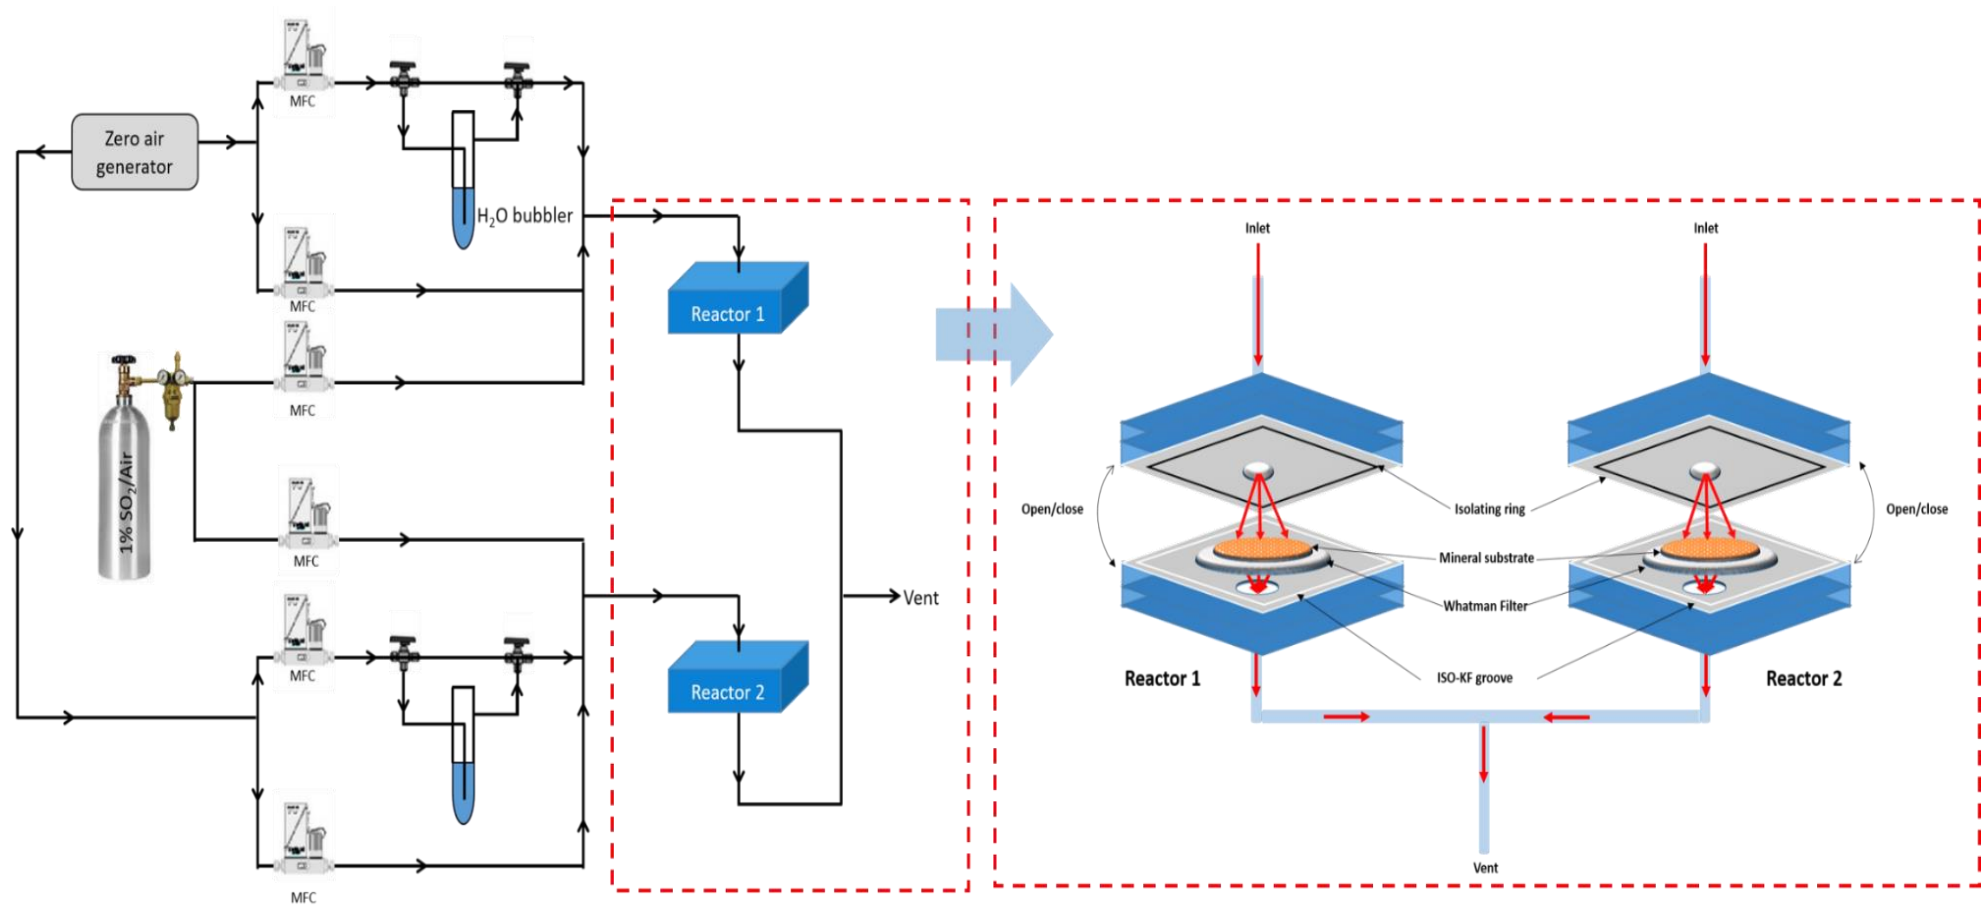 MFC
Zero air
generator
H₂O bubbler
MFC
MFC
1% SO₂/Air
MFC
MFC
MFC
Reactor 1
Reactor 2
Vent
Inlet
Inlet
Open/close
Isolating ring
Open/close
Mineral substrate
Whatman Filter
ISO-KF groove
Reactor 1
Reactor 2
Vent